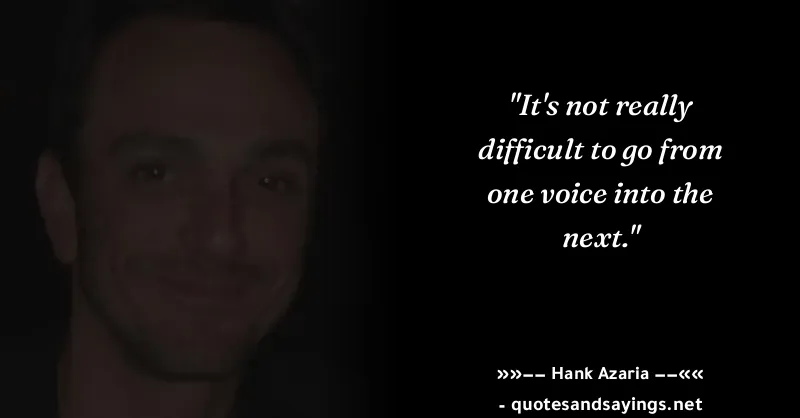 "It's not really
difficult to go from
one voice into the
next."
»»−− Hank Azaria −−««
- quotesandsayings.net